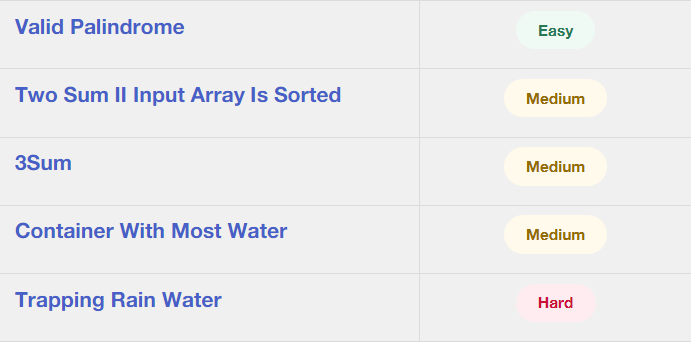 Valid Palindrome Easy
Two Sum II Input Array Is Sorted Medium
3Sum Medium
Container With Most Water Medium
Trapping Rain Water Hard